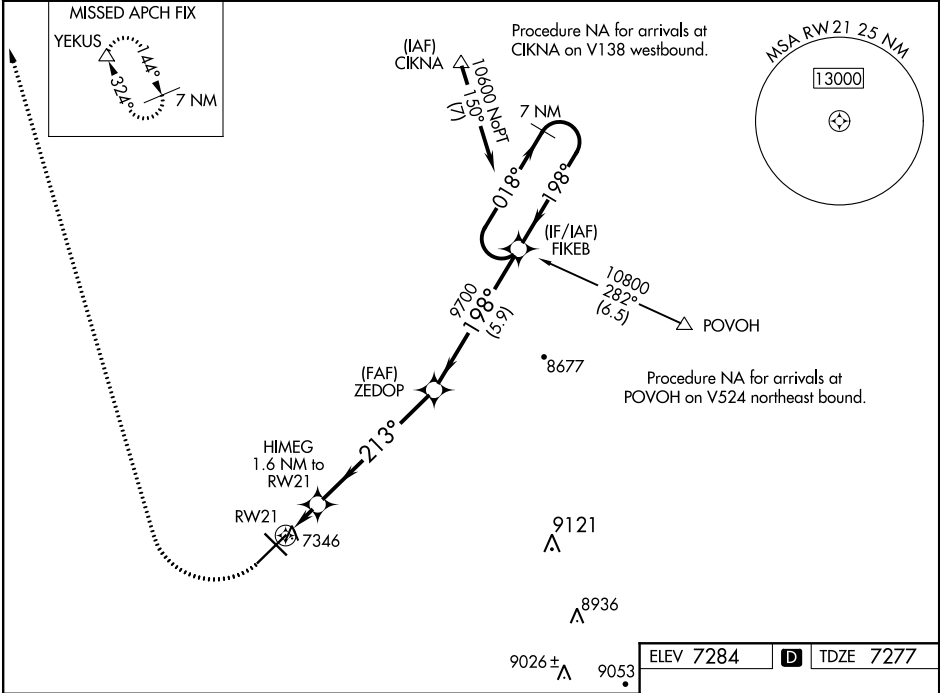 MISSED APCH FIX
YEKUS
144°
324°
7 NM
(IAF)
CIKNA
10600 NoPT
150°
(7)
Procedure NA for arrivals at
CIKNA on V138 westbound.
MSA RW21 25 NM
13000
7 NM
018°
198°
(IF/IAF)
FIKEB
10800
282°
(6.5)
POVOH
9700
198°
(5.9)
8677
Procedure NA for arrivals at
POVOH on V524 northeast bound.
(FAF)
ZEDOP
213°
HIMEG
1.6 NM to
RW21
RW21
7346
9121
8936
9026±
9053
ELEV 7284 D TDZE 7277